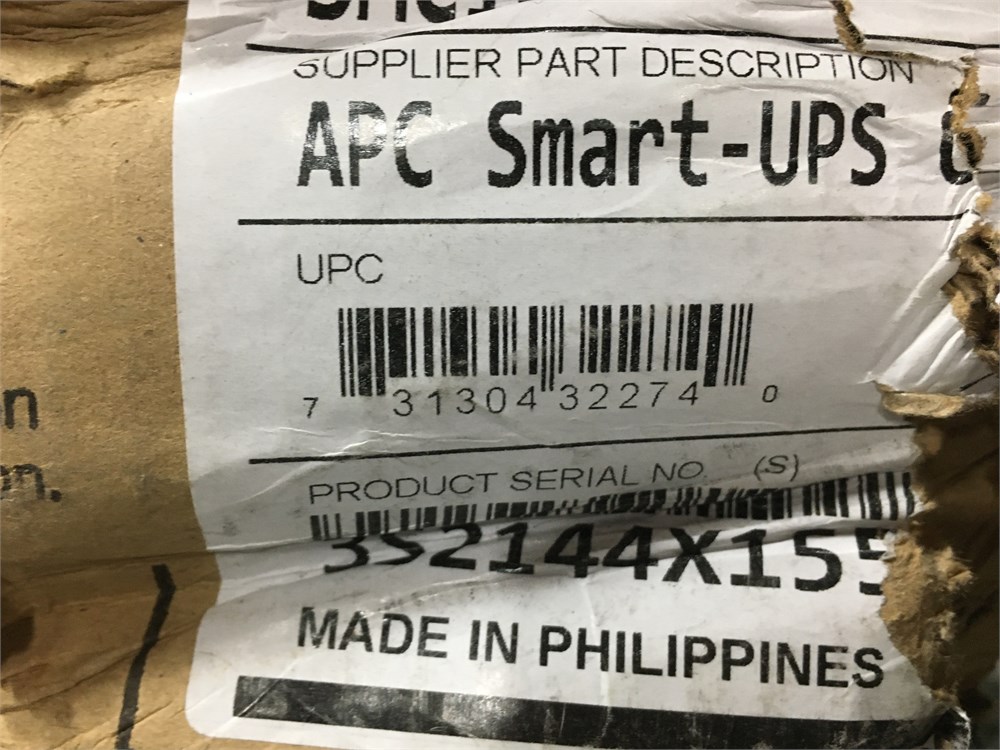 SUPPLIER PART DESCRIPTION
APC Smart-UPS
UPC
7 31304 32274 0
PRODUCT SERIAL NO. (S)
3S2144X155
MADE IN PHILIPPINES